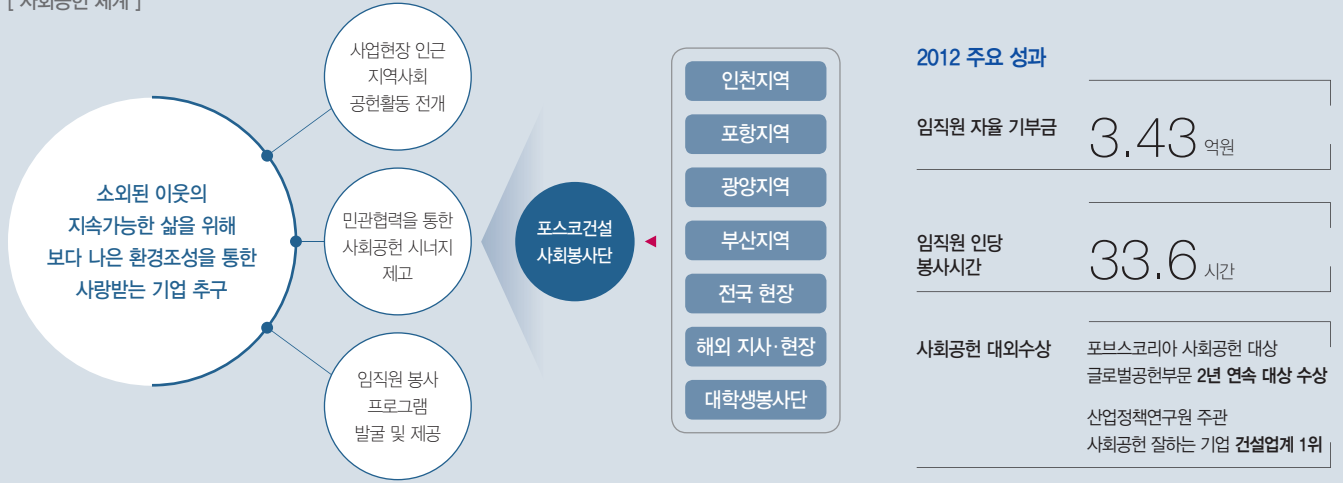 [ 사회공헌 체계 ]
소외된 이웃의
지속가능한 삶을 위해
보다 나은 환경조성을 통한
사랑받는 기업 추구
사업현장 인근
지역사회
공헌활동 전개
민관협력을 통한
사회공헌 시너지
제고
임직원 봉사
프로그램
발굴 및 제공
포스코건설
사회봉사단
인천지역
포항지역
광양지역
부산지역
전국 현장
해외 지사·현장
대학생봉사단
2012 주요 성과
임직원 자율 기부금
3.43 억원
임직원 인당
봉사시간
33.6 시간
사회공헌 대외수상
포브스코리아 사회공헌 대상
글로벌공헌부문 2년 연속 대상 수상
산업정책연구원 주관
사회공헌 잘하는 기업 건설업계 1위